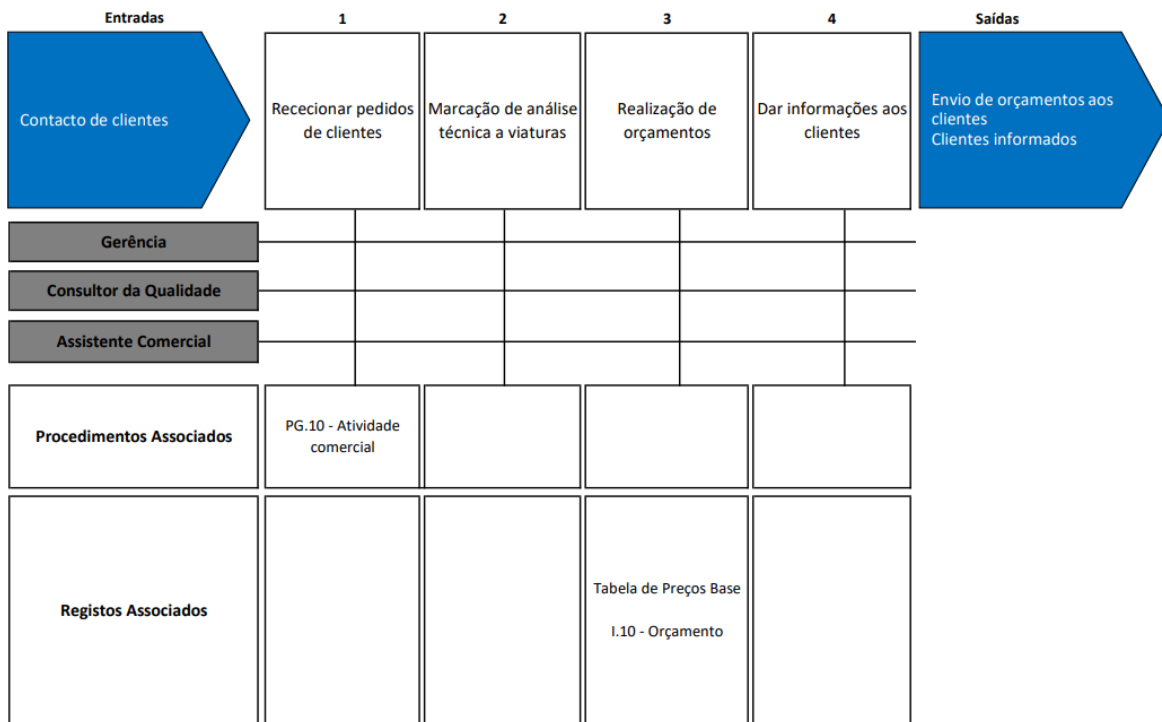 Entradas
1
2
3
4
Saídas
Contacto de clientes
Rececionar pedidos
de clientes
Marcação de análise
técnica a viaturas
Realização de
orçamentos
Dar informações aos
clientes
Envio de orçamentos aos
clientes
Clientes informados
Gerência
Consultor da Qualidade
Assistente Comercial
Procedimentos Associados
PG.10 - Atividade
comercial
Registos Associados
Tabela de Preços Base
I.10 - Orçamento